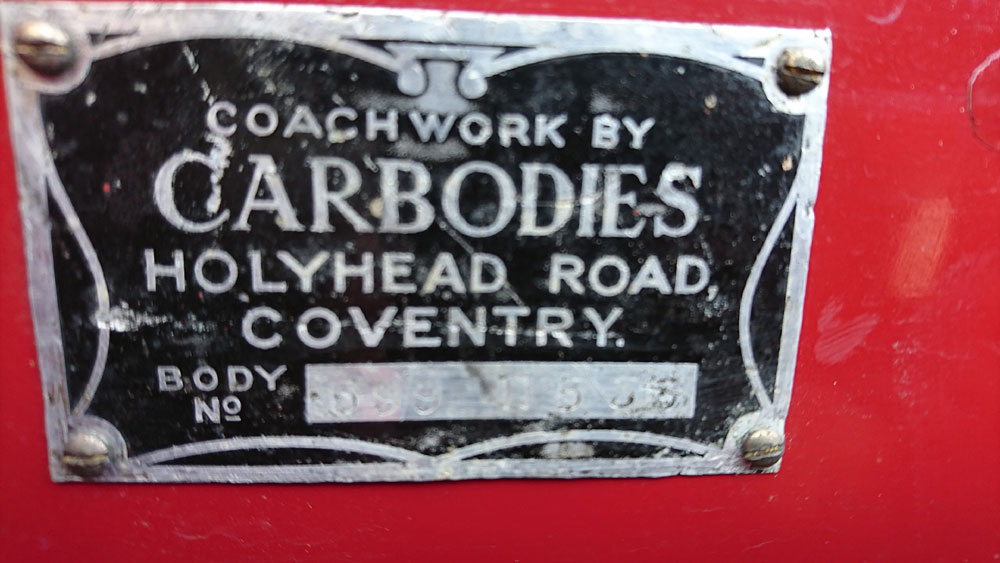 COACHWORK BY
CARBODIES
HOLYHEAD ROAD,
COVENTRY.
BODY
Nº